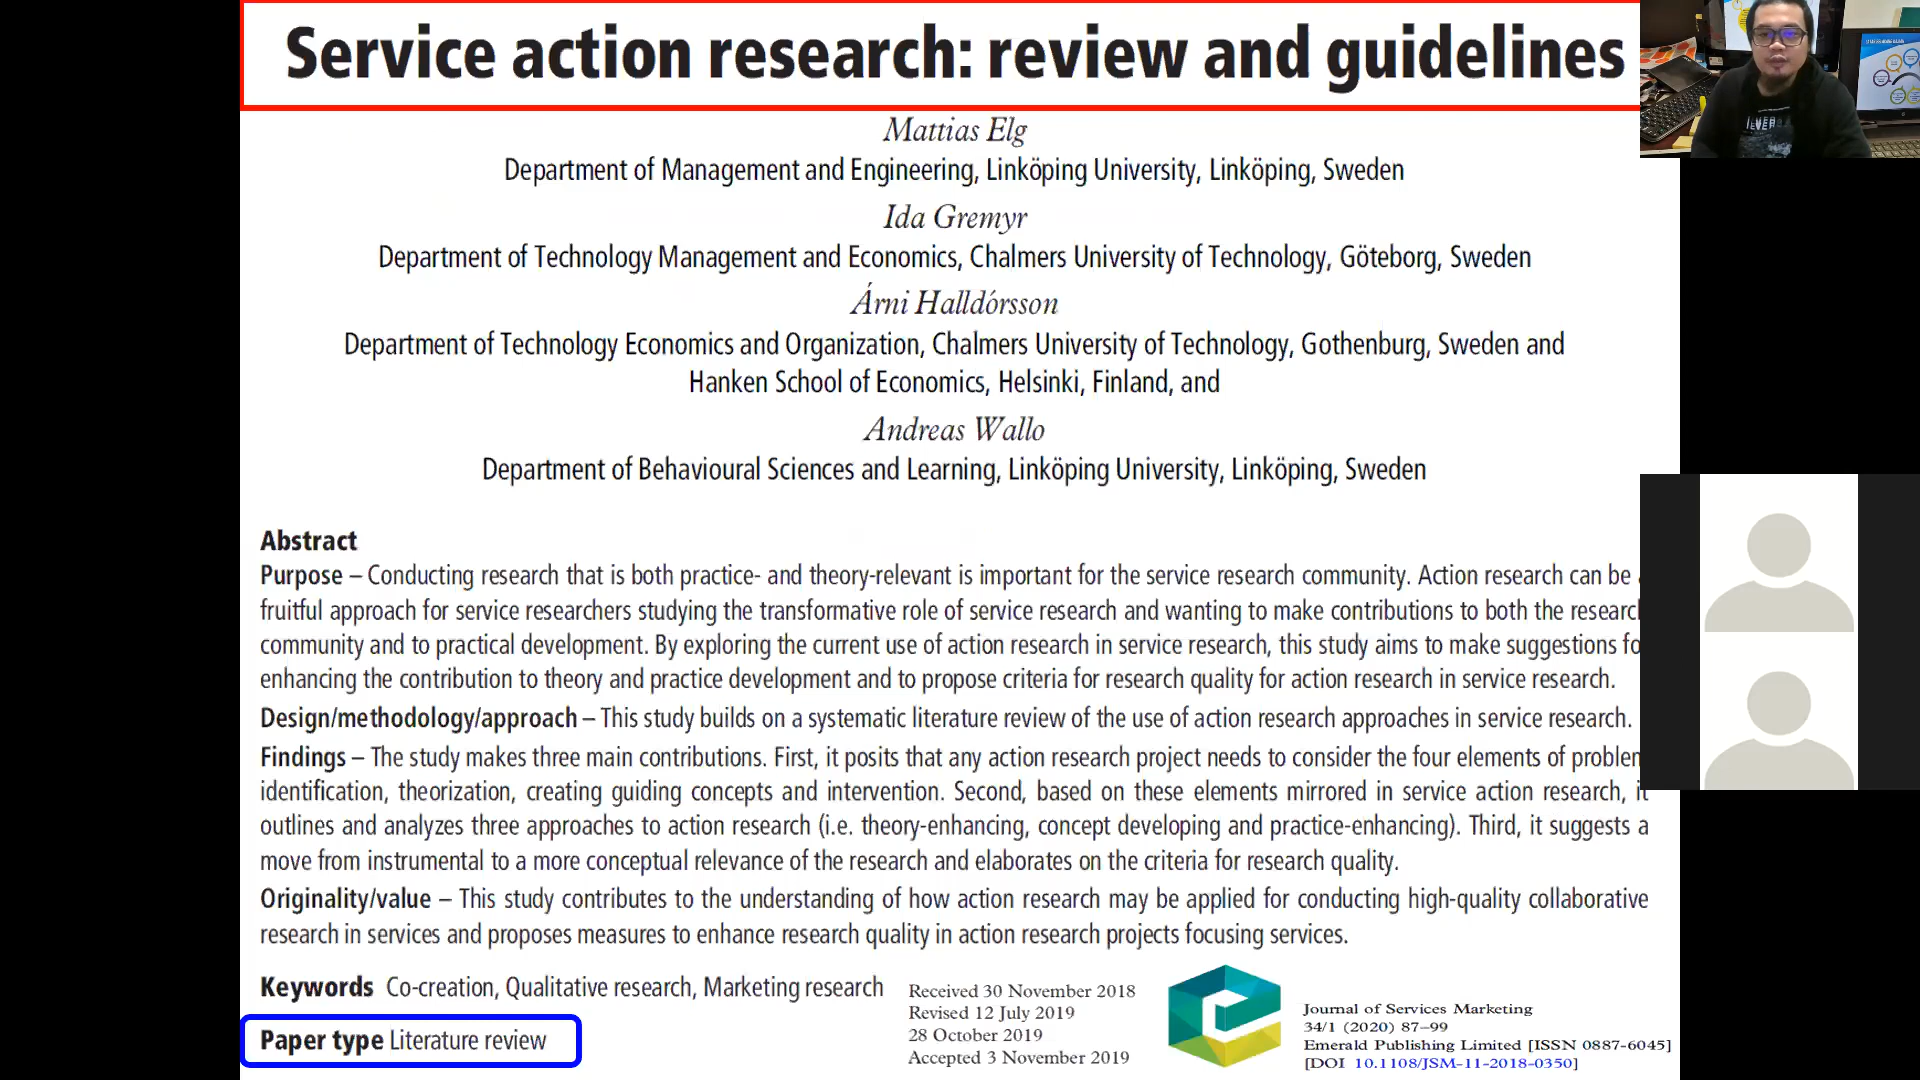 Service action research: review and guidelines
Mattias Elg
Department of Management and Engineering, Linköping University, Linköping, Sweden
Ida Gremyr
Department of Technology Management and Economics, Chalmers University of Technology, Göteborg, Sweden
Árni Halldórsson
Department of Technology Economics and Organization, Chalmers University of Technology, Gothenburg, Sweden and
Hanken School of Economics, Helsinki, Finland, and
Andreas Wallo
Department of Behavioural Sciences and Learning, Linköping University, Linköping, Sweden
Abstract
Purpose – Conducting research that is both practice- and theory-relevant is important for the service research community. Action research can be
fruitful approach for service researchers studying the transformative role of service research and wanting to make contributions to both the researc
community and to practical development. By exploring the current use of action research in service research, this study aims to make suggestions fo
enhancing the contribution to theory and practice development and to propose criteria for research quality for action research in service research.
Design/methodology/approach – This study builds on a systematic literature review of the use of action research approaches in service research.
Findings – The study makes three main contributions. First, it posits that any action research project needs to consider the four elements of problem
identification, theorization, creating guiding concepts and intervention. Second, based on these elements mirrored in service action research, it
outlines and analyzes three approaches to action research (i.e. theory-enhancing, concept developing and practice-enhancing). Third, it suggests a
move from instrumental to a more conceptual relevance of the research and elaborates on the criteria for research quality.
Originality/value – This study contributes to the understanding of how action research may be applied for conducting high-quality collaborative
research in services and proposes measures to enhance research quality in action research projects focusing services.
Keywords Co-creation, Qualitative research, Marketing research
Paper type Literature review
Received 30 November 2018
Revised 12 July 2019
28 October 2019
Accepted 3 November 2019
Journal of Services Marketing
34/1 (2020) 87–99
Emerald Publishing Limited [ISSN 0887-6045]
[DOI 10.1108/JSM-11-2018-0350]